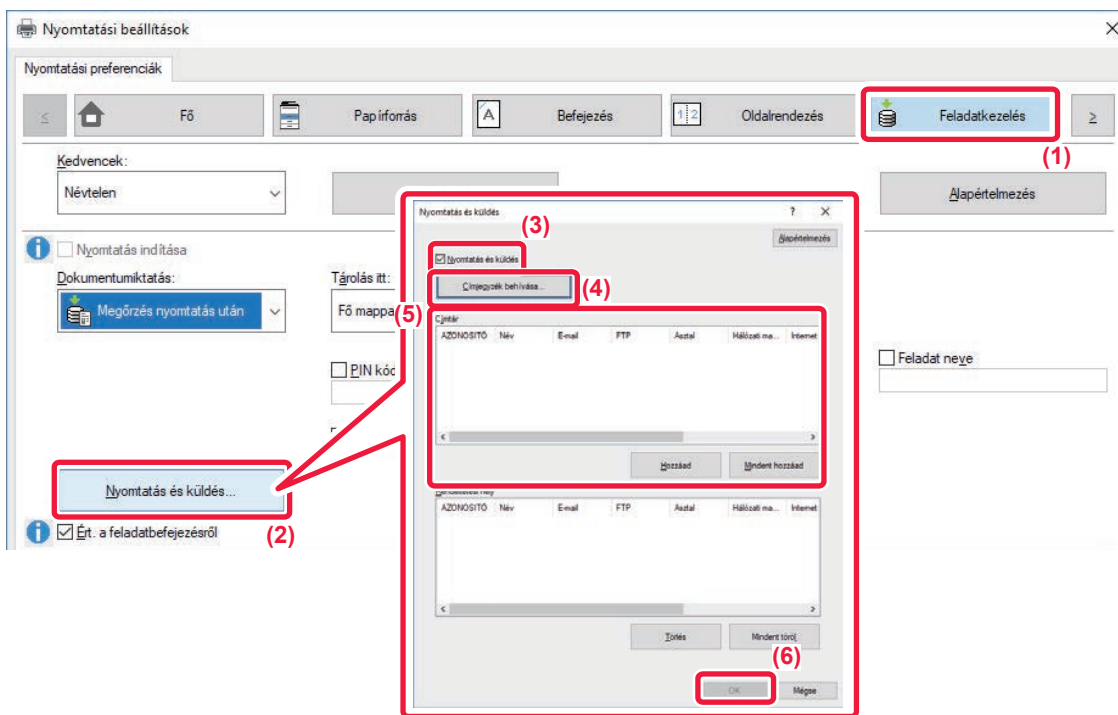 Nyomtatási beállítások
Nyomtatási preferenciák
Fő
Papírforrás
Befejezés
Oldalrendezés
Feladatkezelés
(1)
Kedvencek:
Névtelen
Alapértelmezés
Nyomtatás indítása
Dokumentumiktatás:
Megőrzés nyomtatás után
Tárolás itt:
Fő mappa
PIN kód
Feladat neve
Nyomtatás és küldés...
(2)
Ért. a feladatbefejezésről
Nyomtatás és küldés
(3)
Alapértelmezés
Nyomtatás és küldés
Címjegyzék behívása...
(4)
(5)
Címtár
AZONOSÍTÓ Név E-mail FTP Asztal Hálózati ma... Internet
Hozzáad
Mindent hozzáad
AZONOSÍTÓ Név E-mail FTP Asztal Hálózati ma... Internet
Törlés
Mindent töröl
(6)
OK
Mégse